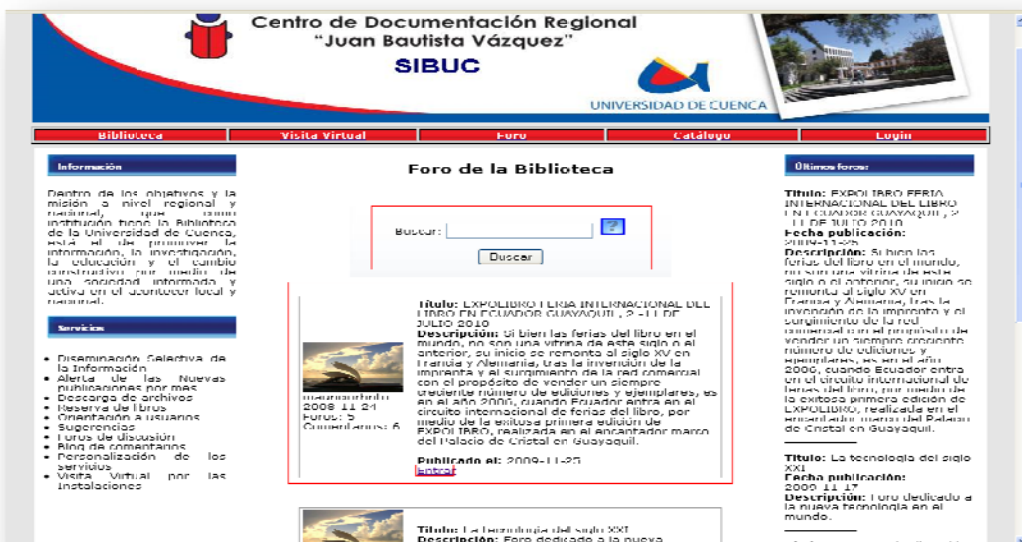 Centro de Documentación Regional
"Juan Bautista Vázquez"
SIBUC
UNIVERSIDAD DE CUENCA
Biblioteca
Visita Virtual
Foro
Catálogo
Login
Información
Dentro de los objetivos y la
misión a nivel regional y
nacional, que como
institución tiene la Biblioteca
de la Universidad de Cuenca,
está el de promover la
información, la investigación,
la educación y el cambio
constructivo por medio de
una sociedad informada y
activa en el acontecer local y
nacional.
Servicios
• Diseminación Selectiva de
la Información
• Alerta de las Nuevas
publicaciones por mes
• Descarga de archivos
• Reserva de libros
• Orientación a usuarios
• Sugerencias
• Foros de discusión
• Blog de comentarios
• Personalización de los
servicios
• Visita Virtual por las
Instalaciones
Foro de la Biblioteca
Buscar:
?
Buscar
Título: EXPOLIBRO FERIA INTERNACIONAL DEL
LIBRO EN ECUADOR GUAYAQUIL, 2 -11 DE
JULIO 2010
Descripción: Si bien las ferias del libro en el
mundo, no son una vitrina de este siglo o el
anterior, su inicio se remonta al siglo XV en
Francia y Alemania, tras la invención de la
imprenta y el surgimiento de la red comercial
con el propósito de vender un siempre
creciente número de ediciones y ejemplares, es
en el año 2006, cuando Ecuador entra en el
circuito internacional de ferias del libro, por
medio de la exitosa primera edición de
EXPOLIBRO, realizada en el encantador marco
del Palacio de Cristal en Guayaquil.
Publicado el: 2009-11-25
Entrar
2008-11-24
Foros: 5
Comentarios: 6
Título: La tecnología del siglo XXI
Descripción: Foro dedicado a la nueva
Últimos foros:
Título: EXPOLIBRO FERIA
INTERNACIONAL DEL LIBRO
EN ECUADOR GUAYAQUIL, 2
-11 DE JULIO 2010
Fecha publicación:
2009-11-25
Descripción: Si bien las
ferias del libro en el mundo,
no son una vitrina de este
siglo o el anterior, su inicio se
remonta al siglo XV en
Francia y Alemania, tras la
invención de la imprenta y el
surgimiento de la red
comercial con el propósito de
vender un siempre creciente
número de ediciones y
ejemplares, es en el año
2006, cuando Ecuador entra
en el circuito internacional de
ferias del libro, por medio de
la exitosa primera edición de
EXPOLIBRO, realizada en el
encantador marco del Palacio
de Cristal en Guayaquil.
Título: La tecnología del siglo
XXI
Fecha publicación:
2009-11-17
Descripción: Foro dedicado a
la nueva tecnología en el
mundo.